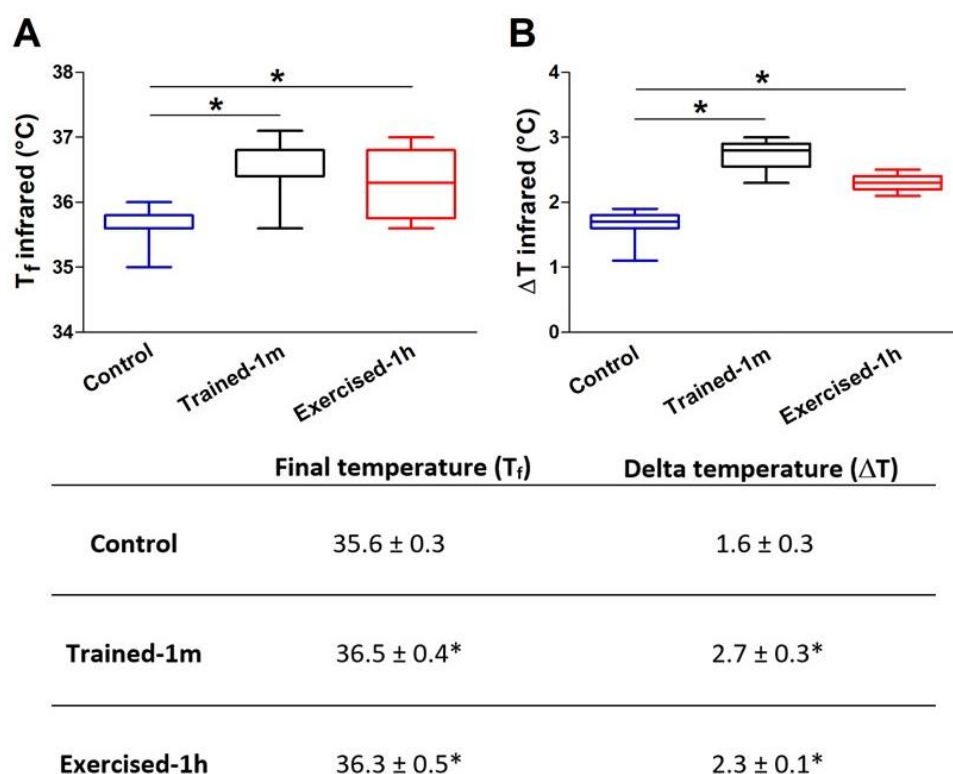 A
B
T_f infrared (°C)
38
37
36
35
34
*
*
Control
Trained-1m
Exercised-1h
ΔT infrared (°C)
4
3
2
1
0
*
*
Control
Trained-1m
Exercised-1h
Final temperature (T_f) Delta temperature (ΔT)
Control 35.6 ± 0.3 1.6 ± 0.3
Trained-1m 36.5 ± 0.4* 2.7 ± 0.3*
Exercised-1h 36.3 ± 0.5* 2.3 ± 0.1*